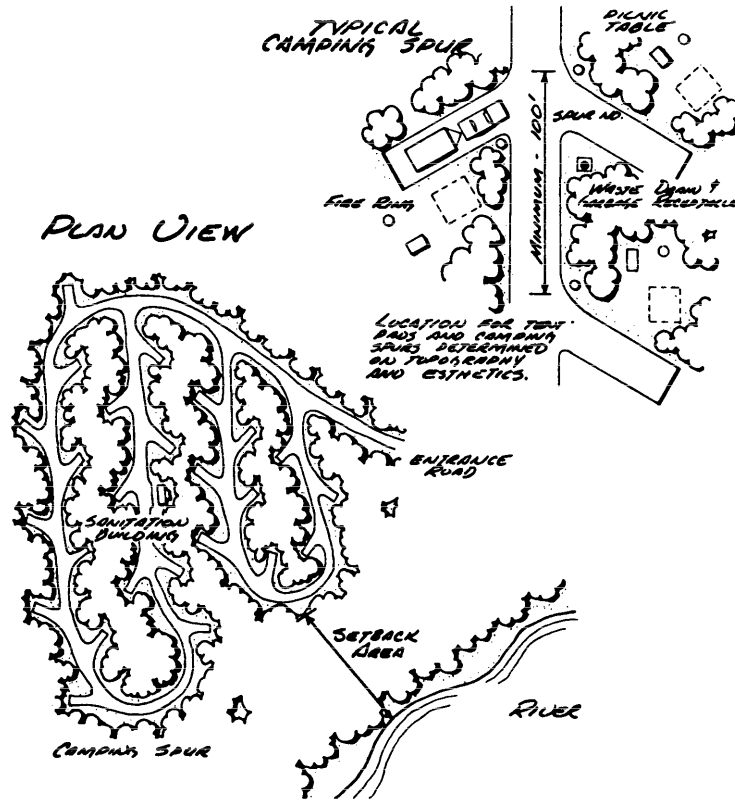 TYPICAL
CAMPING SPUR
PICNIC
TABLE
SPUR NO.
MINIMUM - 100'
FIRE RING
WASTE DRAIN &
GARBAGE RECEPTACLE
PLAN VIEW
LOCATION FOR TENT
PADS AND CAMPING
SPURS DETERMINED
ON TOPOGRAPHY
AND ESTHETICS.
ENTRANCE
ROAD
SANITATION
BUILDING
SETBACK
AREA
RIVER
CAMPING SPUR